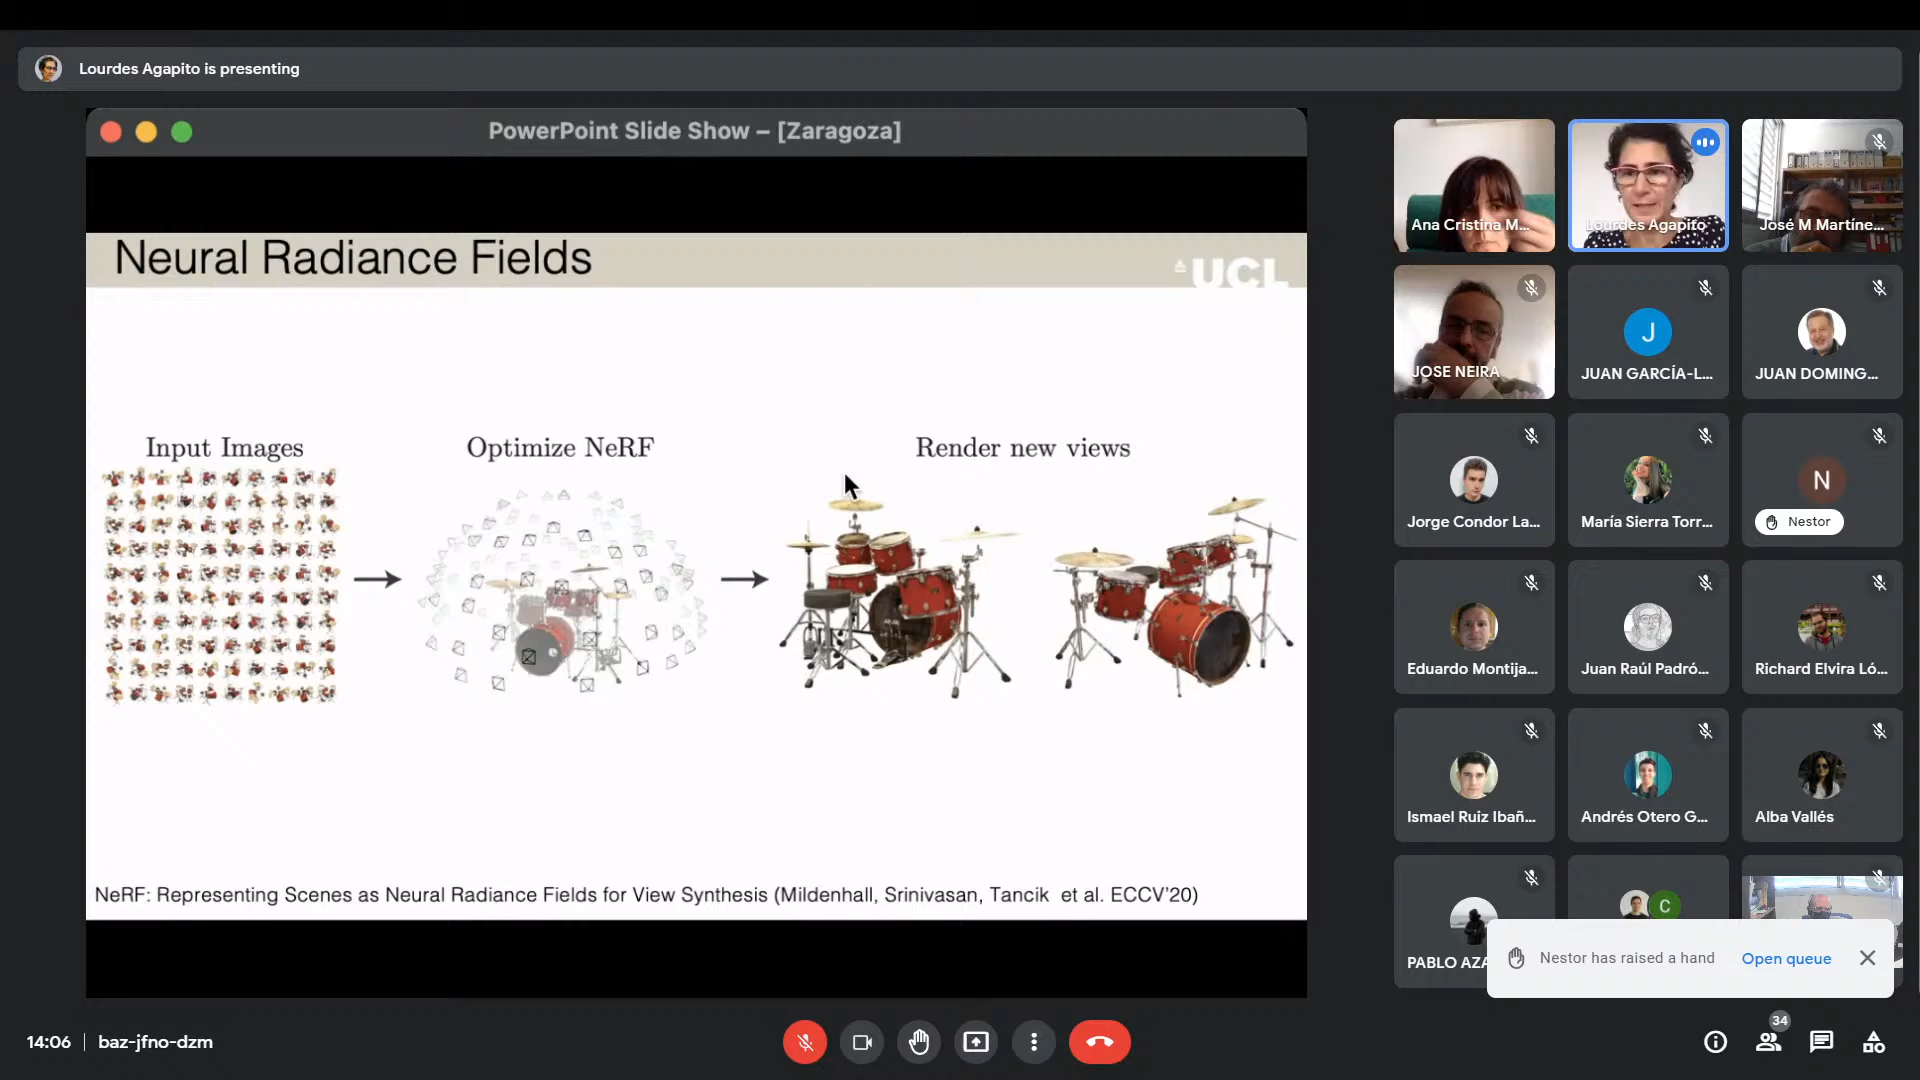 Lourdes Agapito is presenting
PowerPoint Slide Show – [Zaragoza]
Neural Radiance Fields
UCL
Input Images
Optimize NeRF
Render new views
NeRF: Representing Scenes as Neural Radiance Fields for View Synthesis (Mildenhall, Srinivasan, Tancik et al. ECCV'20)
Ana Cristina M...
Lourdes Agapito
José M Martíne...
JOSE NEIRA
J
JUAN GARCÍA-L...
JUAN DOMING...
Jorge Condor La...
María Sierra Torr...
N
Nestor
Eduardo Montija...
Juan Raúl Padró...
Richard Elvira Ló...
Ismael Ruiz Ibañ...
Andrés Otero G...
Alba Vallés
PABLO AZA
C
Nestor has raised a hand
Open queue
14:06
baz-jfno-dzm
34